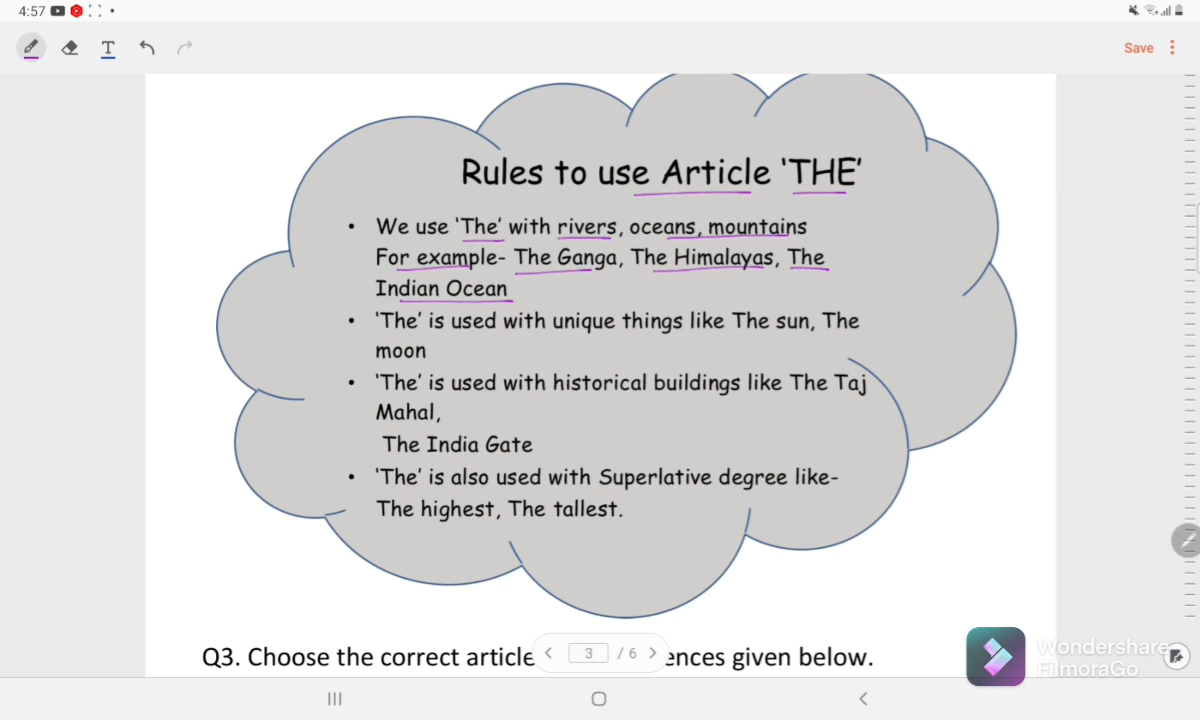 4:57
T
Save
Rules to use Article ‘THE’
• We use ‘The’ with rivers, oceans, mountains
For example- The Ganga, The Himalayas, The
Indian Ocean
• ‘The’ is used with unique things like The sun, The
moon
• ‘The’ is used with historical buildings like The Taj
Mahal,
The India Gate
• ‘The’ is also used with Superlative degree like-
The highest, The tallest.
Q3. Choose the correct article ences given below.
3 / 6
Wondershare
FilmoraGo